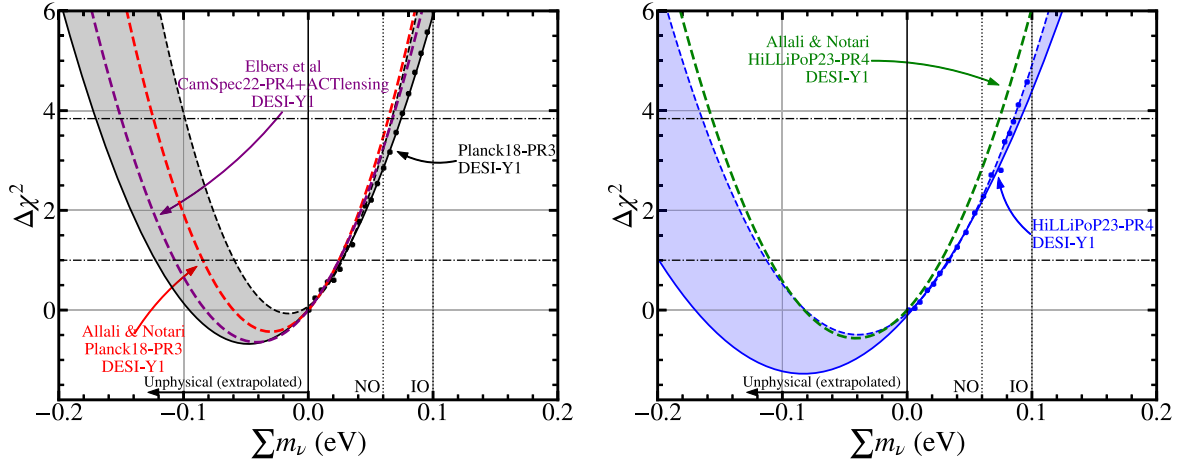 6
4
2
0
Δχ²
Elbers et al
CamSpec22-PR4+ACTlensing
DESI-Y1
Planck18-PR3
DESI-Y1
Allali & Notari
Planck18-PR3
DESI-Y1
Unphysical (extrapolated)
NO
IO
−0.2
−0.1
0.0
0.1
0.2
∑mν (eV)
6
4
2
0
Δχ²
Allali & Notari
HiLLiPoP23-PR4
DESI-Y1
HiLLiPoP23-PR4
DESI-Y1
Unphysical (extrapolated)
NO
IO
−0.2
−0.1
0.0
0.1
0.2
∑mν (eV)